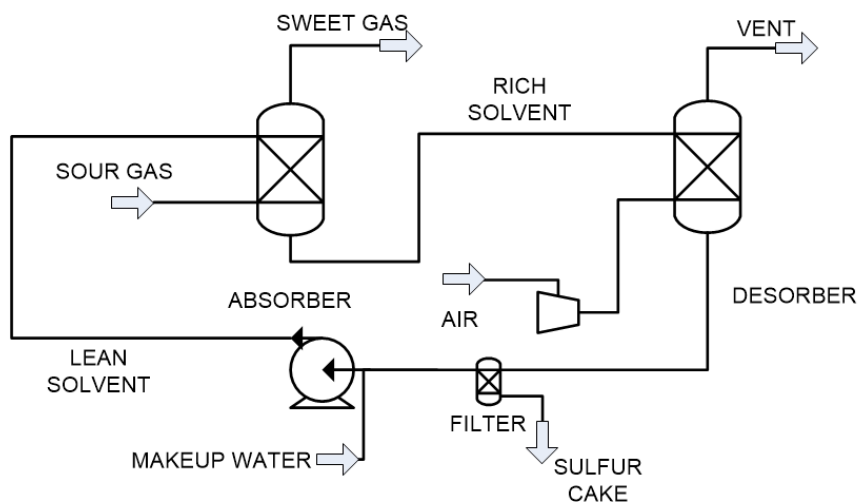 SWEET GAS
VENT
RICH
SOLVENT
SOUR GAS
ABSORBER
AIR
DESORBER
LEAN
SOLVENT
FILTER
MAKEUP WATER
SULFUR
CAKE